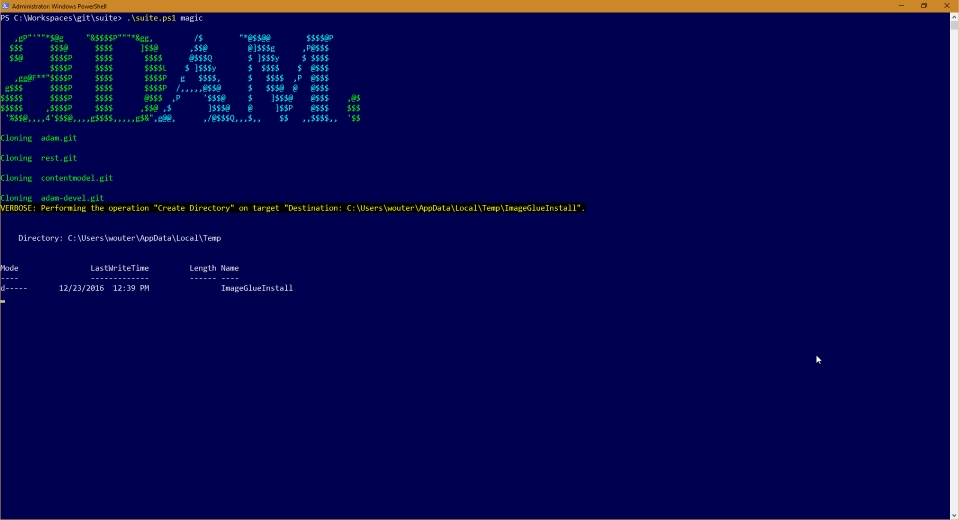 Administrator: Windows PowerShell
PS C:\Workspaces\git\suite> .\suite.ps1 magic
Cloning  adam.git
Cloning  rest.git
Cloning  contentmodel.git
Cloning  adam-devel.git
VERBOSE: Performing the operation "Create Directory" on target "Destination: C:\Users\wouter\AppData\Local\Temp\ImageGlueInstall".
    Directory: C:\Users\wouter\AppData\Local\Temp
Mode                LastWriteTime         Length Name
----                -------------         ------ ----
d-----       12/23/2016  12:39 PM                ImageGlueInstall